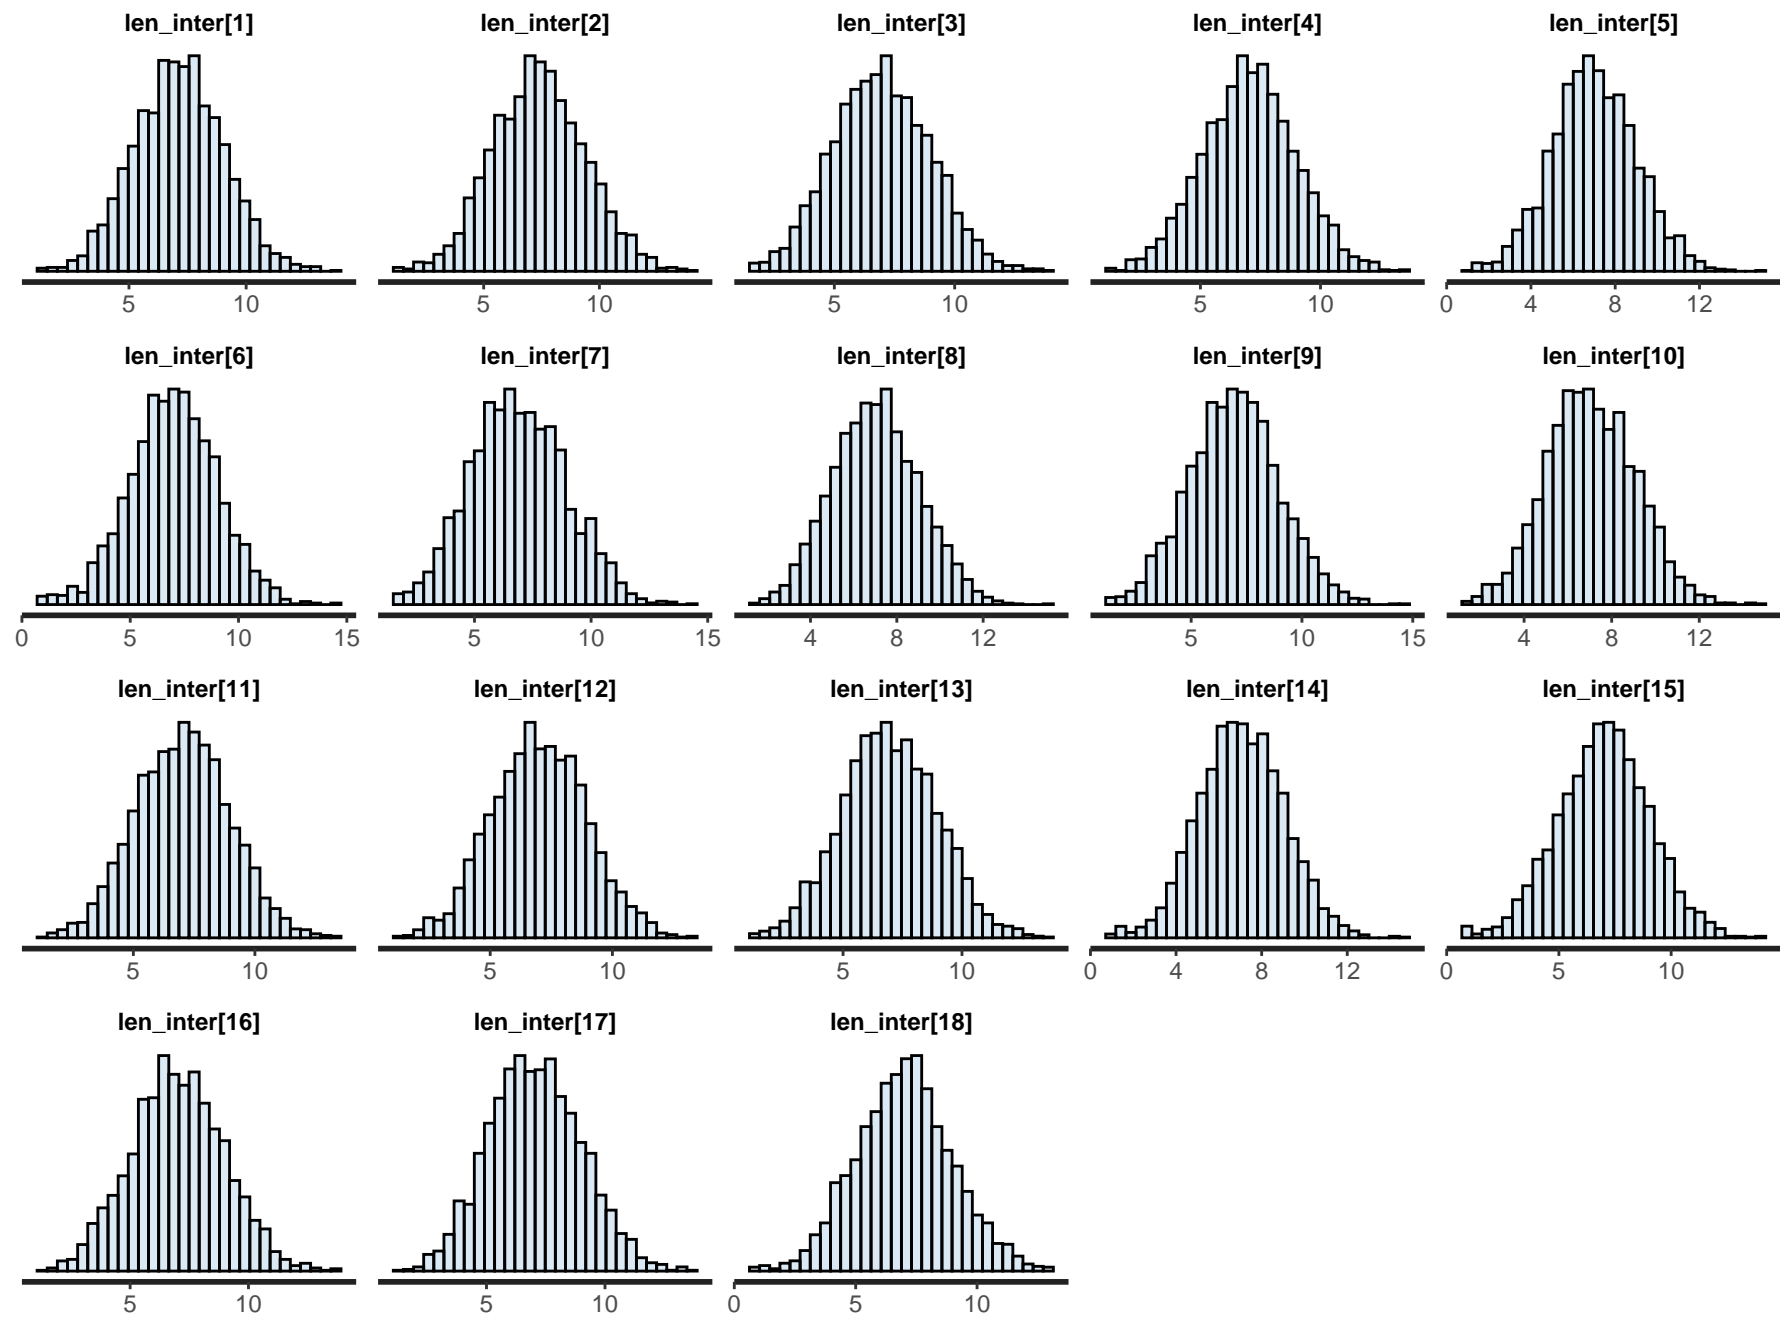 len_inter[1] len_inter[2] len_inter[3] len_inter[4] len_inter[5]
5 10 5 10 5 10 5 10 0 4 8 12
len_inter[6] len_inter[7] len_inter[8] len_inter[9] len_inter[10]
0 5 10 15 5 10 15 4 8 12 5 10 15 4 8 12
len_inter[11] len_inter[12] len_inter[13] len_inter[14] len_inter[15]
5 10 5 10 5 10 0 4 8 12 0 5 10
len_inter[16] len_inter[17] len_inter[18]
5 10 5 10 0 5 10